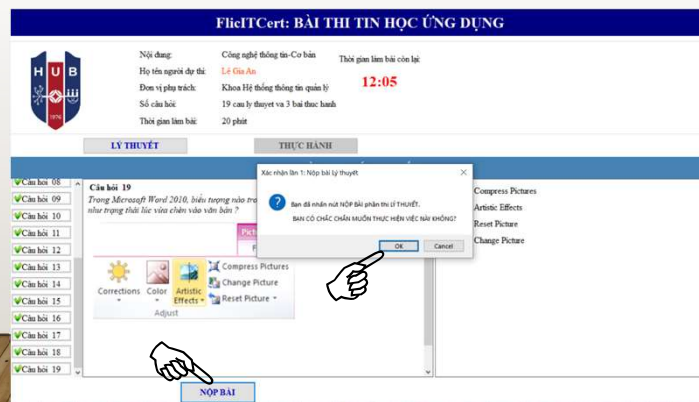 FlicITCert: BÀI THI TIN HỌC ỨNG DỤNG
HUB
1976
Nội dung: Công nghệ thông tin-Cơ bản
Họ tên người dự thi: Lê Gia An
Đơn vị phụ trách: Khoa Hệ thống thông tin quản lý
Số câu hỏi: 19 cau ly thuyet va 3 bai thuc hanh
Thời gian làm bài: 20 phút
Thời gian làm bài còn lại:
12:05
LÝ THUYẾT
THỰC HÀNH
Câu hỏi 08
Câu hỏi 09
Câu hỏi 10
Câu hỏi 11
Câu hỏi 12
Câu hỏi 13
Câu hỏi 14
Câu hỏi 15
Câu hỏi 16
Câu hỏi 17
Câu hỏi 18
Câu hỏi 19
Câu hỏi 19
Trong Microsoft Word 2010, biểu tượng nào tro
như trạng thái lúc vừa chèn vào văn bản ?
Corrections
Color
Artistic
Effects
Compress Pictures
Change Picture
Reset Picture
Adjust
Xác nhận lần 1: Nộp bài Lý thuyết
Bạn đã nhấn nút NỘP BÀI phần thi LÝ THUYẾT.
BẠN CÓ CHẮC CHẮN MUỐN THỰC HIỆN VIỆC NÀY KHÔNG?
OK
Cancel
Compress Pictures
Artistic Effects
Reset Picture
Change Picture
NỘP BÀI